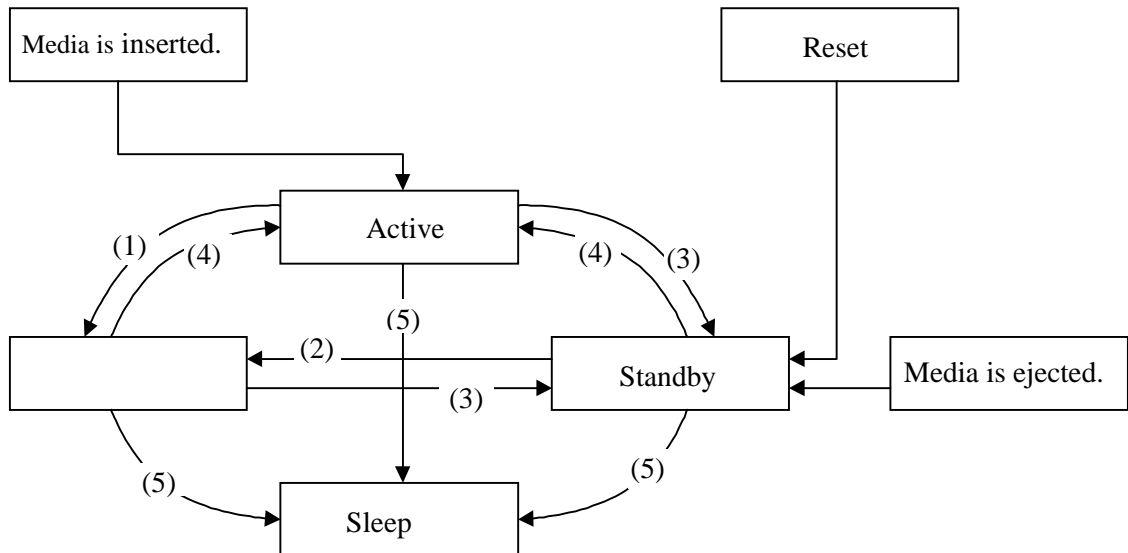 Media is inserted.
Reset
Active
(1)
(4)
(4)
(3)
(5)
(2)
Standby
(3)
Media is ejected.
(5)
(5)
Sleep